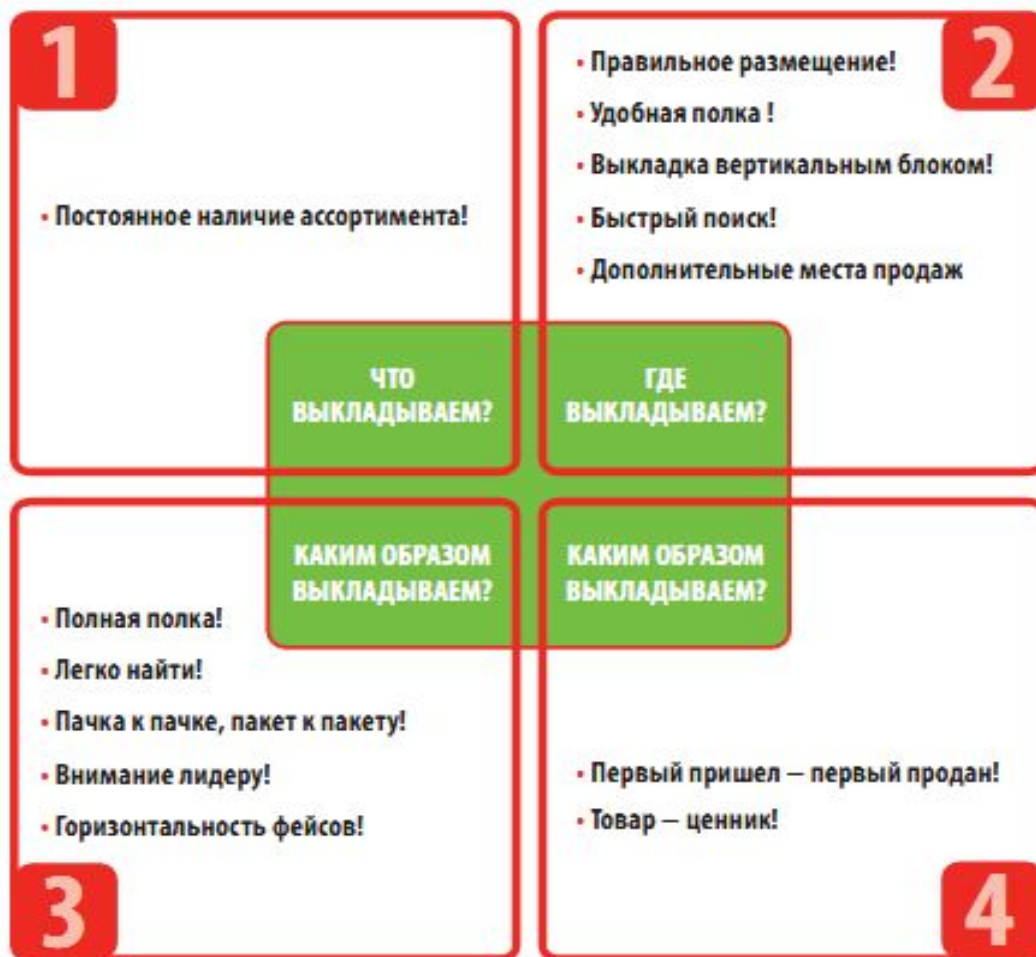 1
• Постоянное наличие ассортимента!
ЧТО
ВЫКЛАДЫВАЕМ?
2
• Правильное размещение!
• Удобная полка !
• Выкладка вертикальным блоком!
• Быстрый поиск!
• Дополнительные места продаж
ГДЕ
ВЫКЛАДЫВАЕМ?
КАКИМ ОБРАЗОМ
ВЫКЛАДЫВАЕМ?
• Полная полка!
• Легко найти!
• Пачка к пачке, пакет к пакету!
• Внимание лидеру!
• Горизонтальность фейсов!
3
КАКИМ ОБРАЗОМ
ВЫКЛАДЫВАЕМ?
• Первый пришел — первый продан!
• Товар — ценник!
4